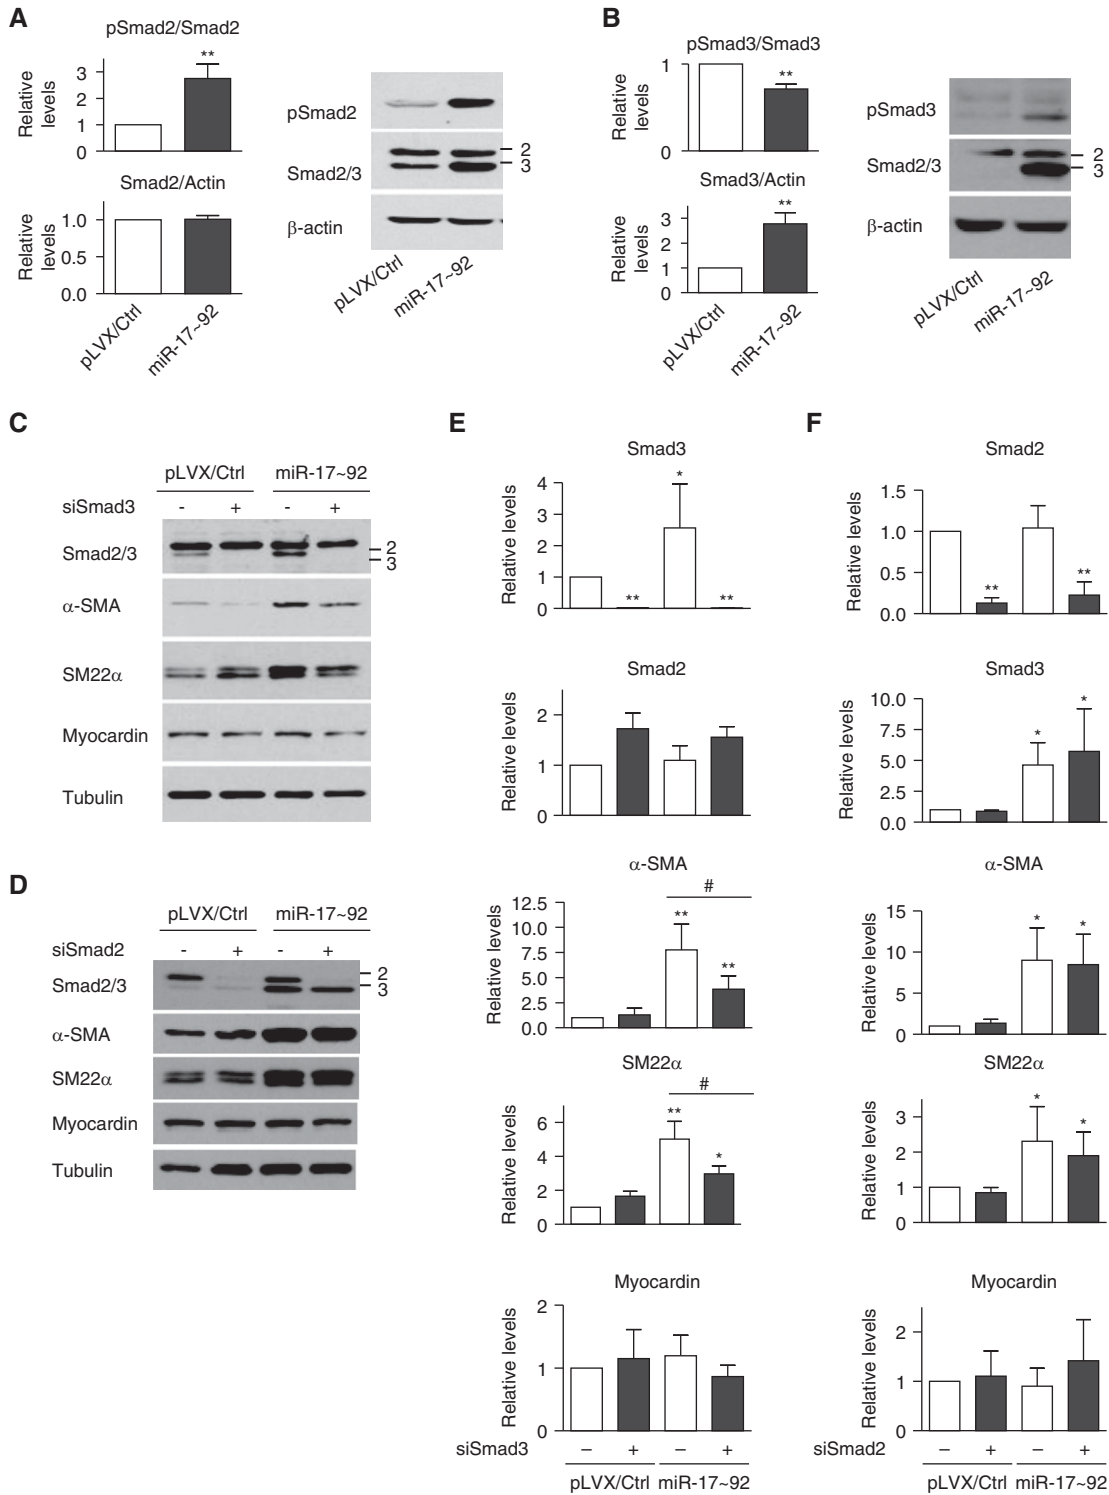 A
pSmad2/Smad2
**
Relative levels
3
2
1
0
Smad2/Actin
Relative levels
1.0
0.5
0.0
pLVX/Ctrl
miR-17~92
pSmad2
Smad2/3
2
3
β-actin
pLVX/Ctrl
miR-17~92
B
pSmad3/Smad3
**
Relative levels
1
0
Smad3/Actin
**
Relative levels
3
2
1
0
pLVX/Ctrl
miR-17~92
pSmad3
Smad2/3
2
3
β-actin
pLVX/Ctrl
miR-17~92
C
pLVX/Ctrl miR-17~92
siSmad3 - + - +
Smad2/3
2
3
α-SMA
SM22α
Myocardin
Tubulin
D
pLVX/Ctrl miR-17~92
siSmad2 - + - +
Smad2/3
2
3
α-SMA
SM22α
Myocardin
Tubulin
E
Smad3
Relative levels
4
3
2
1
0
** * **
Smad2
Relative levels
2
1
0
α-SMA
#
Relative levels
12.5
10.0
7.5
5.0
2.5
0.0
** **
SM22α
#
Relative levels
6
4
2
0
** *
Myocardin
Relative levels
2
1
0
siSmad3 – + – +
pLVX/Ctrl miR-17~92
F
Smad2
Relative levels
1.5
1.0
0.5
0.0
** **
Smad3
Relative levels
10.0
7.5
5.0
2.5
0.0
* *
α-SMA
Relative levels
15
10
5
0
* *
SM22α
Relative levels
3
2
1
0
* *
Myocardin
Relative levels
2
1
0
siSmad2 – + – +
pLVX/Ctrl miR-17~92